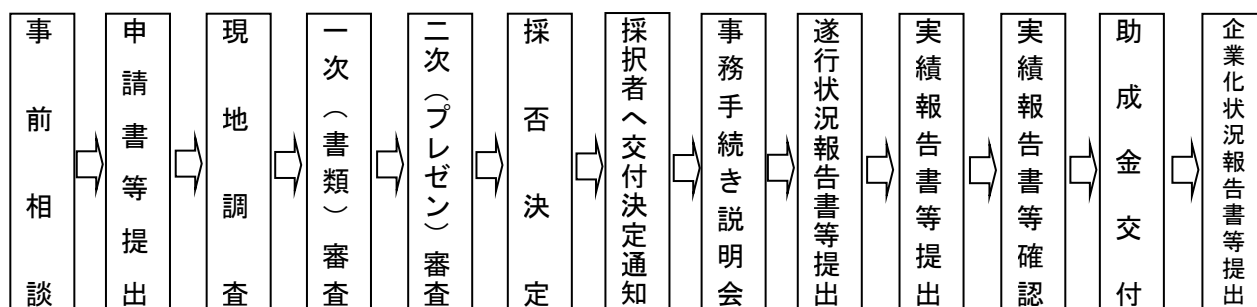 事前相談
申請書等提出
現地調査
一次（書類）審査
二次（プレゼン）審査
採否決定
採択者へ交付決定通知
事務手続き説明会
遂行状況報告書等提出
実績報告書等提出
実績報告書等確認
助成金交付
企業化状況報告書等提出